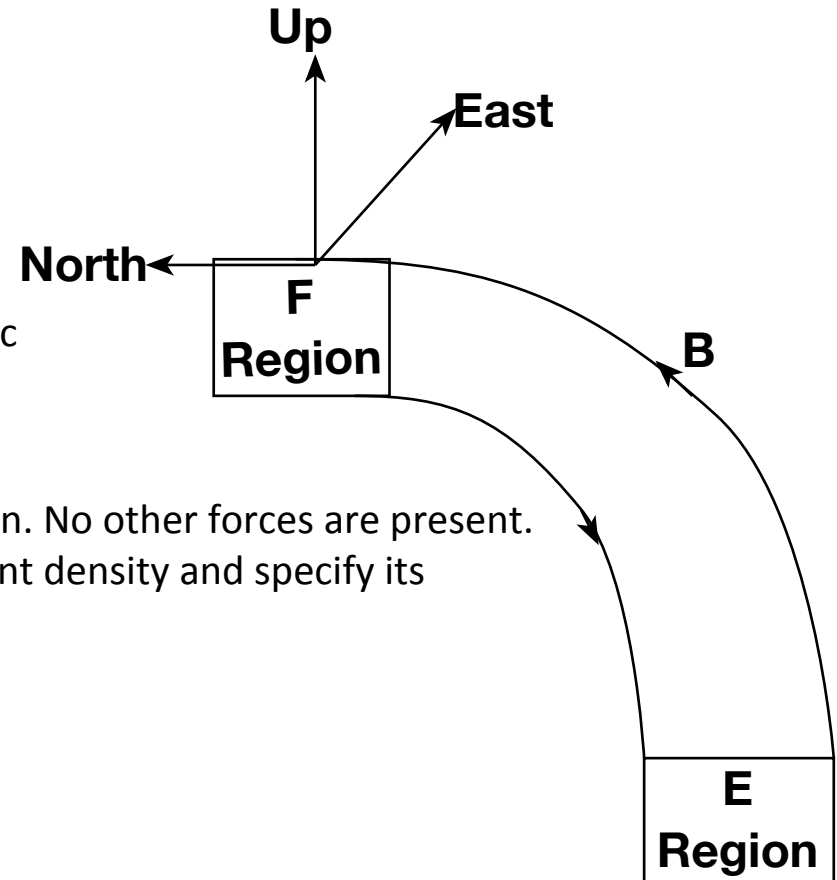 Up
East
North
F
Region
c
B
n. No other forces are present.
nt density and specify its
E
Region